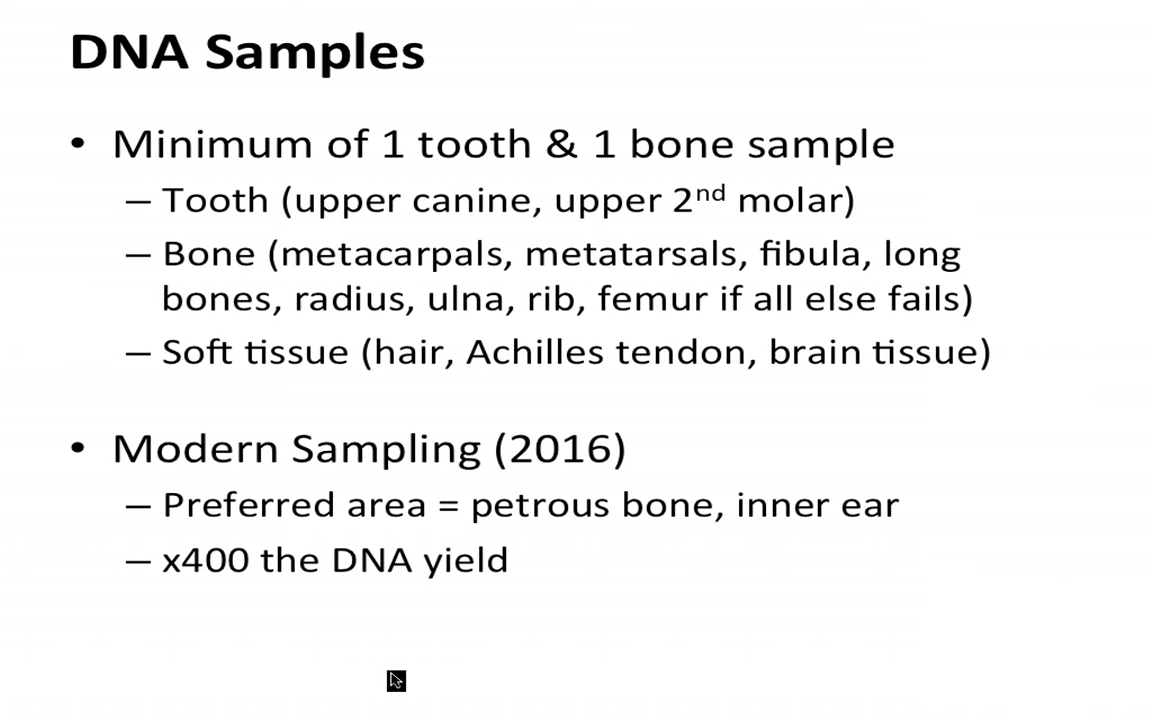 DNA Samples
• Minimum of 1 tooth & 1 bone sample
– Tooth (upper canine, upper 2nd molar)
– Bone (metacarpals, metatarsals, fibula, long
bones, radius, ulna, rib, femur if all else fails)
– Soft tissue (hair, Achilles tendon, brain tissue)
• Modern Sampling (2016)
– Preferred area = petrous bone, inner ear
– x400 the DNA yield